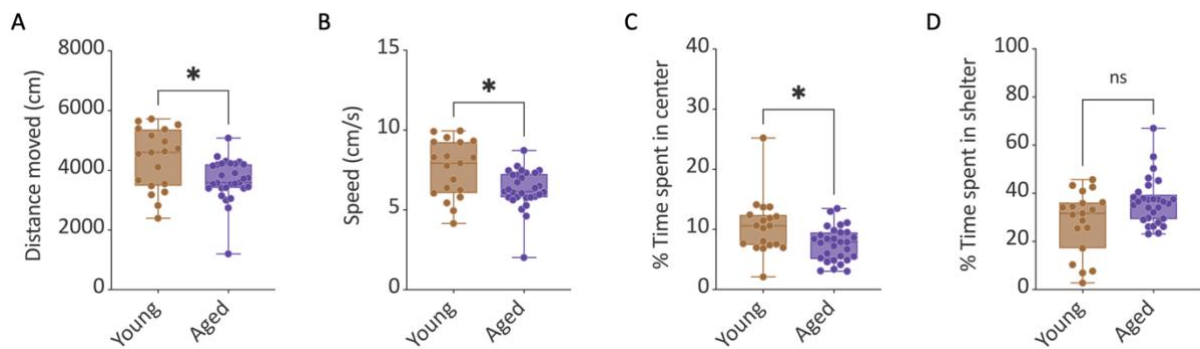 A
Distance moved (cm)
8000
6000
4000
2000
0
*
Young
Aged
B
Speed (cm/s)
15
10
5
0
*
Young
Aged
C
% Time spent in center
40
30
20
10
0
*
Young
Aged
D
% Time spent in shelter
100
80
60
40
20
0
ns
Young
Aged